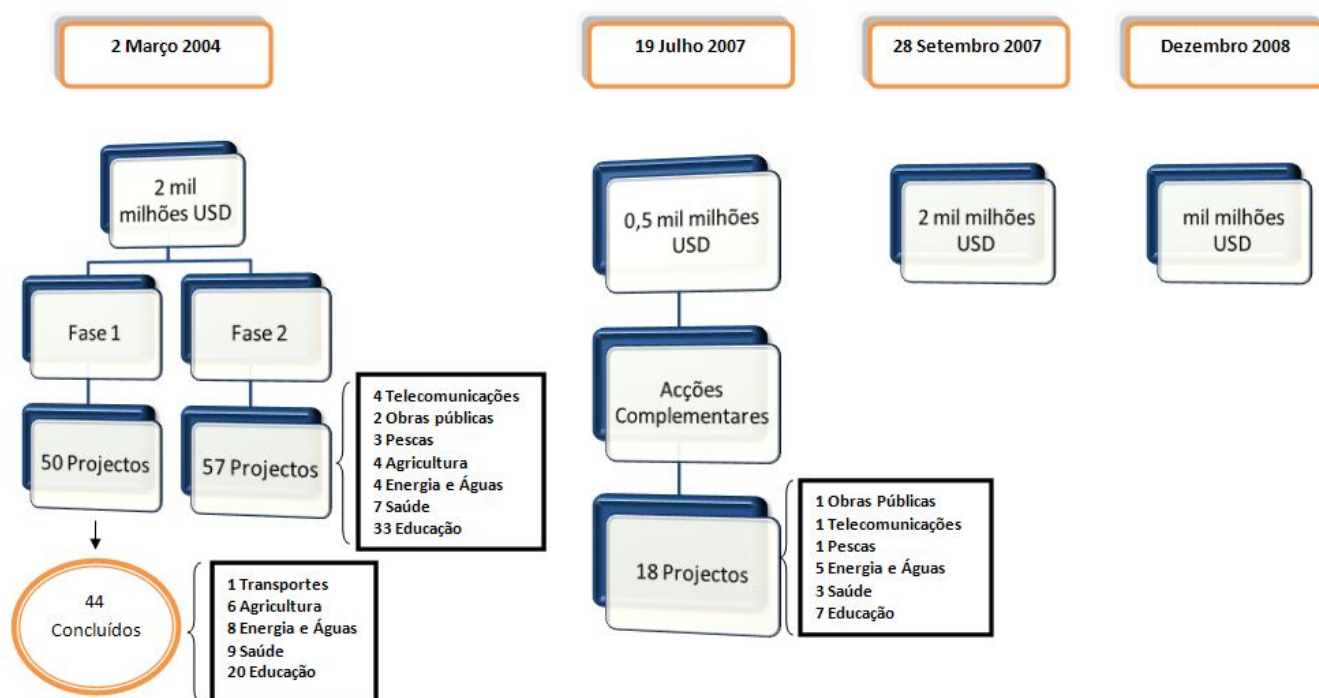 2 Março 2004
19 Julho 2007
28 Setembro 2007
Dezembro 2008
2 mil
milhões USD
0,5 mil milhões
USD
2 mil milhões
USD
mil milhões
USD
Fase 1
Fase 2
Acções
Complementares
50 Projectos
57 Projectos
4 Telecomunicações
2 Obras públicas
3 Pescas
4 Agricultura
4 Energia e Águas
7 Saúde
33 Educação
18 Projectos
1 Obras Públicas
1 Telecomunicações
1 Pescas
5 Energia e Águas
3 Saúde
7 Educação
44
Concluídos
1 Transportes
6 Agricultura
8 Energia e Águas
9 Saúde
20 Educação